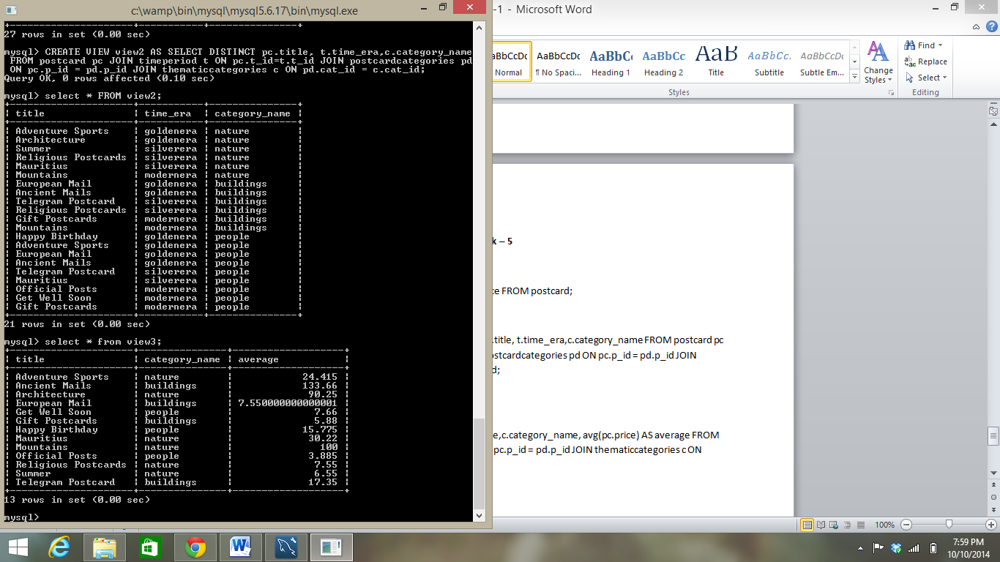 c:\wamp\bin\mysql\mysql5.6.17\bin\mysql.exe
27 rows in set (0.00 sec)
mysql> CREATE VIEW view2 AS SELECT DISTINCT pc.title, t.time_era,c.category_name
FROM postcard pc JOIN timeperiod t ON pc.t_id=t.t_id JOIN postcardcategories pd
ON pc.p_id = pd.p_id JOIN thematiccategories c ON pd.cat_id = c.cat_id;
Query OK, 0 rows affected (0.10 sec)
mysql> select * FROM view2;
| title | time_era | category_name |
| Adventure Sports | goldenera | nature |
| Architecture | goldenera | nature |
| Summer | silverera | nature |
| Religious Postcards | silverera | nature |
| Mauritius | silverera | nature |
| Mountains | modernera | nature |
| European Mail | goldenera | buildings |
| Ancient Mails | goldenera | buildings |
| Telegram Postcard | silverera | buildings |
| Religious Postcards | silverera | buildings |
| Gift Postcards | modernera | buildings |
| Mountains | modernera | buildings |
| Happy Birthday | goldenera | people |
| Adventure Sports | goldenera | people |
| European Mail | goldenera | people |
| Ancient Mails | goldenera | people |
| Telegram Postcard | silverera | people |
| Mauritius | silverera | people |
| Official Posts | modernera | people |
| Get Well Soon | modernera | people |
| Gift Postcards | modernera | people |
21 rows in set (0.00 sec)
mysql> select * from view3;
| title | category_name | average |
| Adventure Sports | nature | 24.415 |
| Ancient Mails | buildings | 133.66 |
| Architecture | nature | 90.25 |
| European Mail | buildings | 7.550000000000001 |
| Get Well Soon | people | 7.66 |
| Gift Postcards | buildings | 5.88 |
| Happy Birthday | people | 15.775 |
| Mauritius | nature | 30.22 |
| Mountains | nature | 100 |
| Official Posts | people | 3.885 |
| Religious Postcards | nature | 7.55 |
| Summer | nature | 6.55 |
| Telegram Postcard | buildings | 17.35 |
13 rows in set (0.00 sec)
mysql>
-1 - Microsoft Word
aBbCcDc AaBbCcDc AaBbC AaBbCc AaB AaBbCc. AaBbCcDc
Normal ¶ No Spaci... Heading 1 Heading 2 Title Subtitle Subtle Em...
Change Styles
Find
Replace
Select
Styles
Editing
k – 5
ce FROM postcard;
.title, t.time_era,c.category_name FROM postcard pc
ostcardcategories pd ON pc.p_id = pd.p_id JOIN
d;
e,c.category_name, avg(pc.price) AS average FROM
pc.p_id = pd.p_id JOIN thematiccategories c ON
100%
7:59 PM
10/10/2014